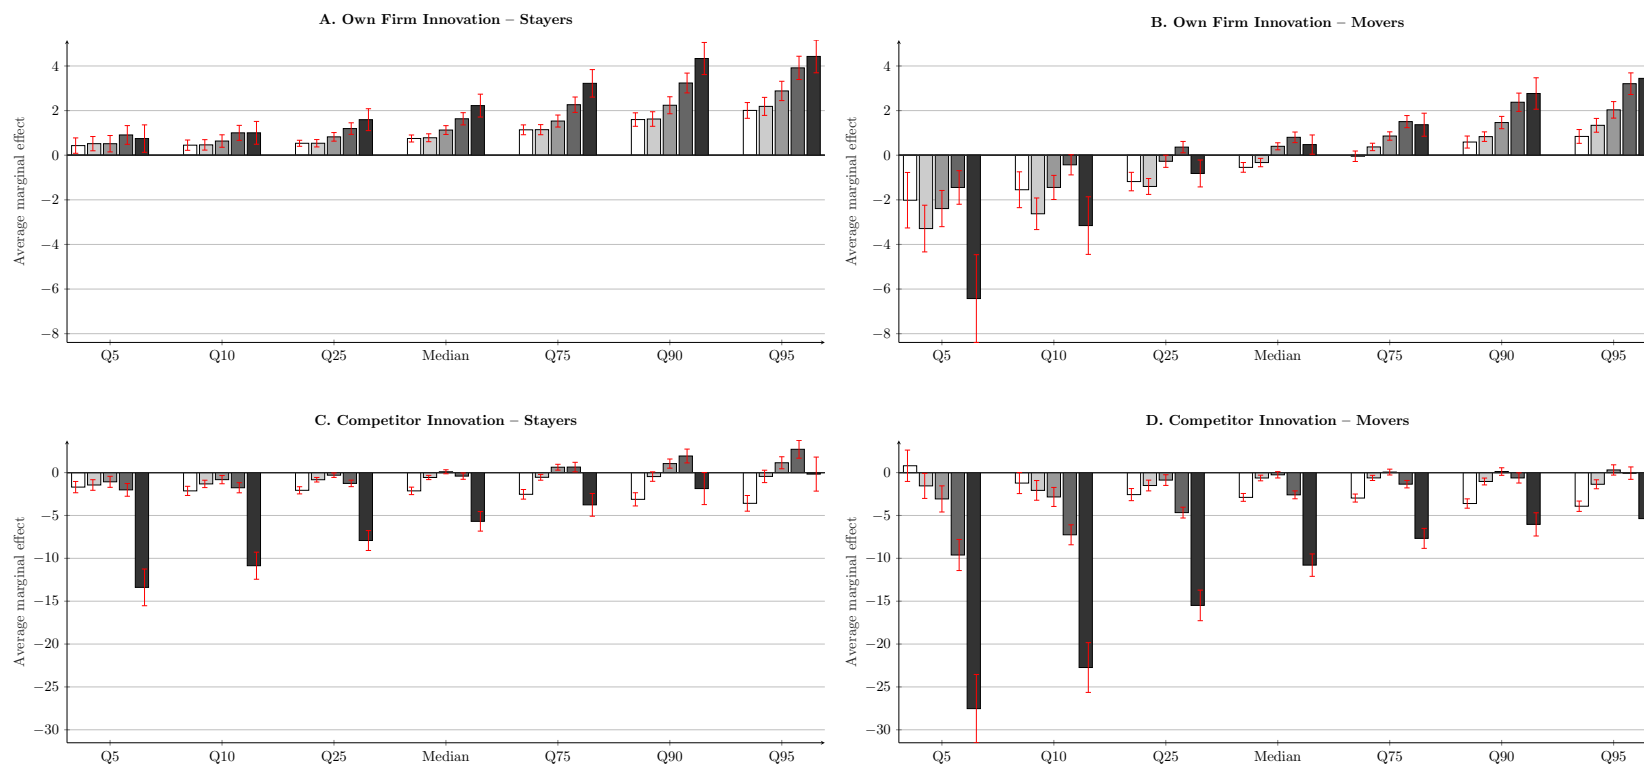 A. Own Firm Innovation – Stayers
Average marginal effect
4
2
0
−2
−4
−6
−8
Q5 Q10 Q25 Median Q75 Q90 Q95
B. Own Firm Innovation – Movers
Average marginal effect
4
2
0
−2
−4
−6
−8
Q5 Q10 Q25 Median Q75 Q90 Q95
C. Competitor Innovation – Stayers
Average marginal effect
0
−5
−10
−15
−20
−25
−30
Q5 Q10 Q25 Median Q75 Q90 Q95
D. Competitor Innovation – Movers
Average marginal effect
0
−5
−10
−15
−20
−25
−30
Q5 Q10 Q25 Median Q75 Q90 Q95